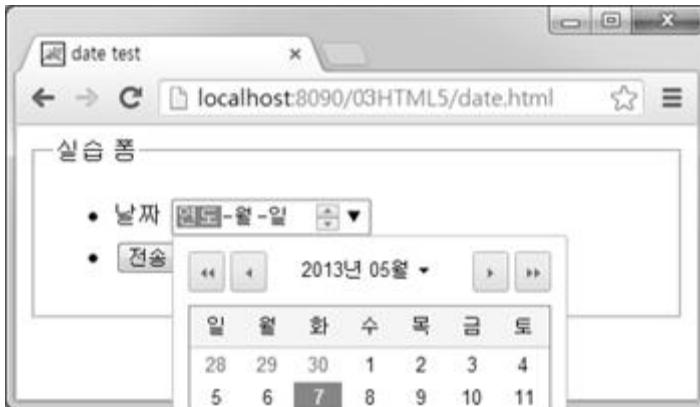 date test
localhost:8090/03HTML5/date.html
실습 폼
날짜 연도-월-일
전송
2013년 05월
일 월 화 수 목 금 토
28 29 30 1 2 3 4
5 6 7 8 9 10 11